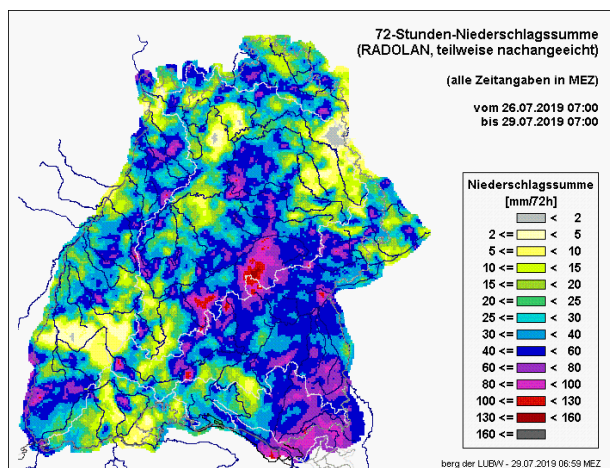 72-Stunden-Niederschlagssumme
(RADOLAN, teilweise nachangeeicht)
(alle Zeitangaben in MEZ)
vom 26.07.2019 07:00
bis 29.07.2019 07:00
Niederschlagssumme
[mm/72h]
< 2
2 <= < 5
5 <= < 10
10 <= < 15
15 <= < 20
20 <= < 25
25 <= < 30
30 <= < 40
40 <= < 60
60 <= < 80
80 <= < 100
100 <= < 130
130 <= < 160
160 <=
berg der LUBW - 29.07.2019 06:59 MEZ